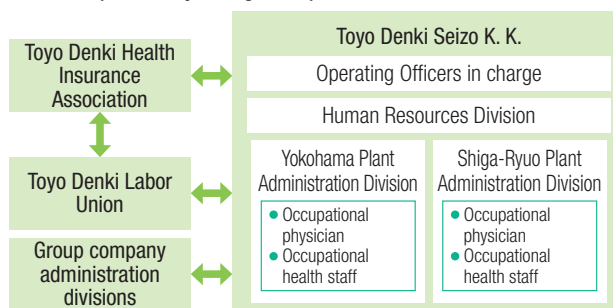 Toyo Denki Health
Insurance
Association
Toyo Denki Labor
Union
Group company
administration
divisions
Toyo Denki Seizo K. K.
Operating Officers in charge
Human Resources Division
Yokohama Plant
Administration Division
• Occupational
physician
• Occupational
health staff
Shiga-Ryuo Plant
Administration Division
• Occupational
physician
• Occupational
health staff